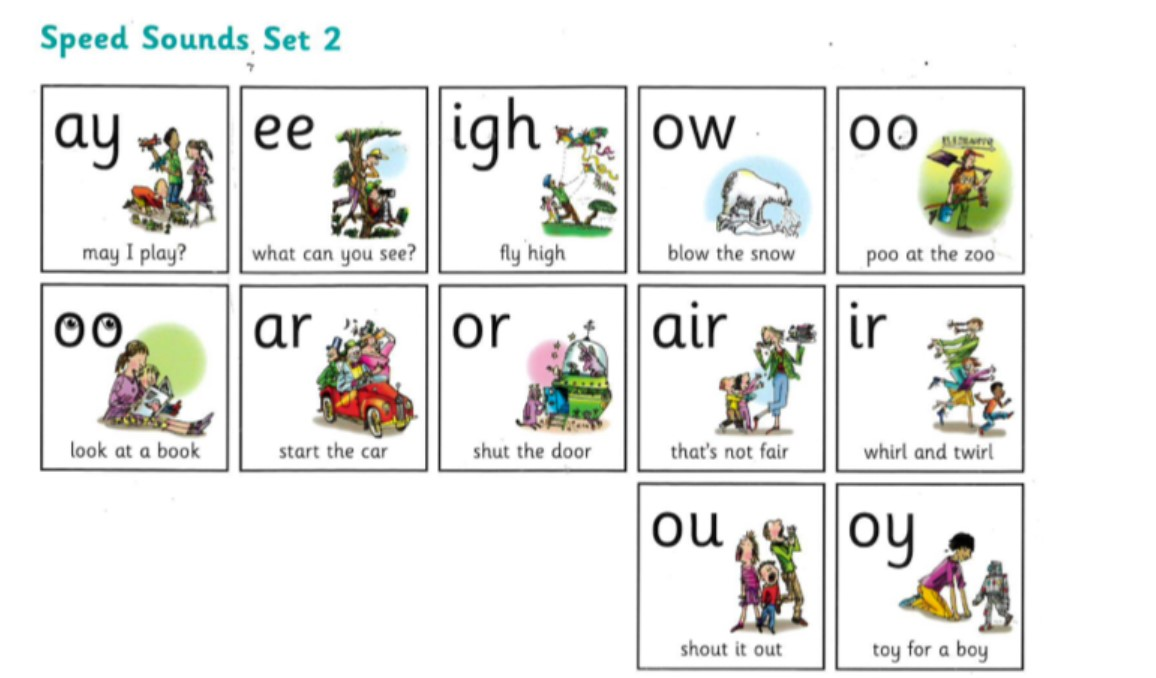 Speed Sounds Set 2
ay
may I play?
ee
what can you see?
igh
fly high
ow
blow the snow
oo
poo at the zoo
oo
look at a book
ar
start the car
or
shut the door
air
that's not fair
ir
whirl and twirl
ou
shout it out
oy
toy for a boy